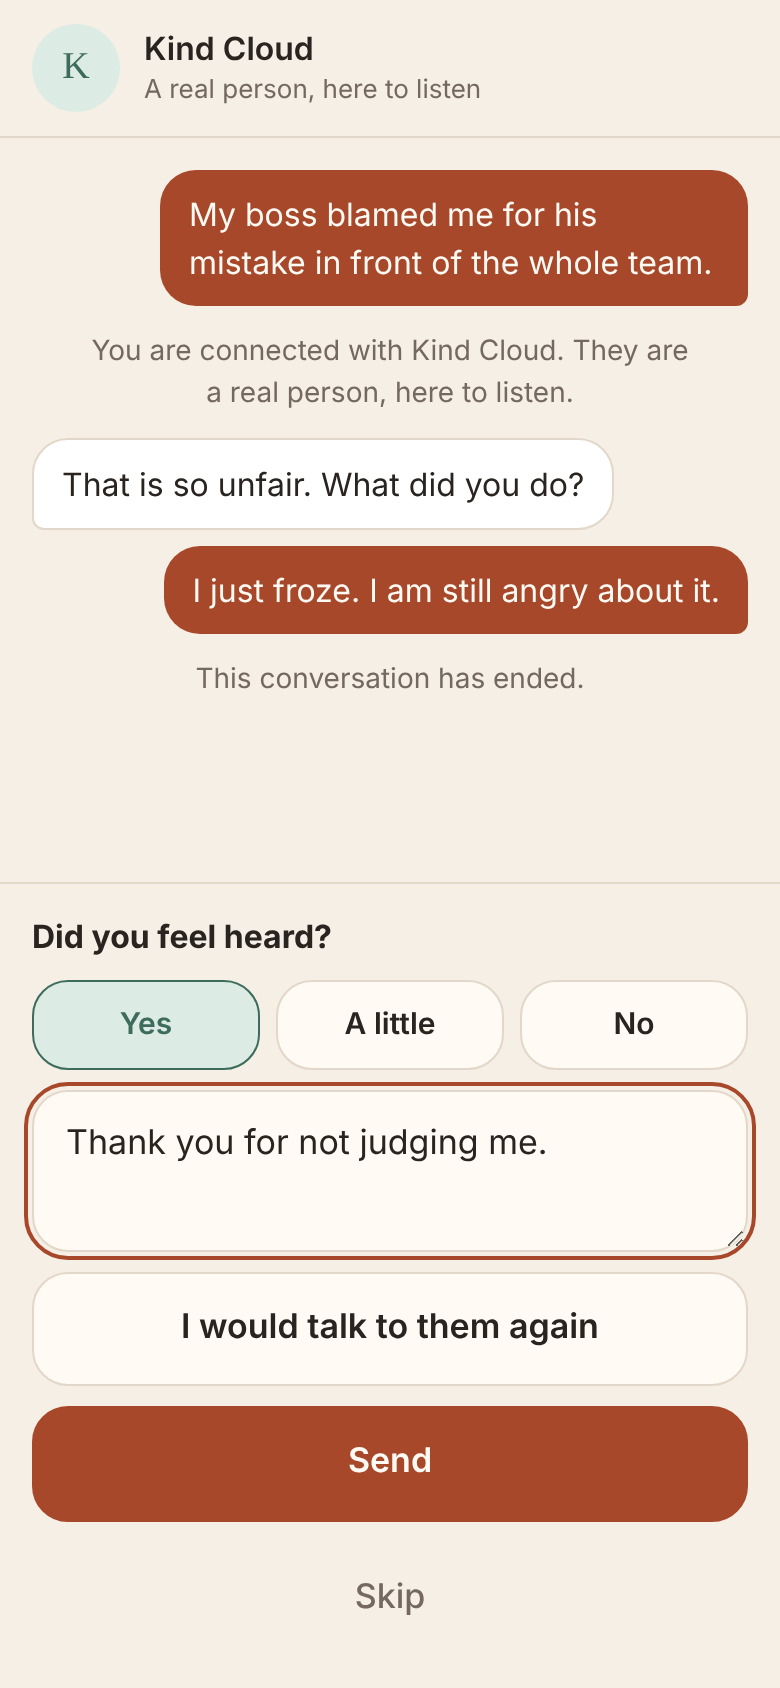 K
Kind Cloud
A real person, here to listen
My boss blamed me for his
mistake in front of the whole team.
You are connected with Kind Cloud. They are
a real person, here to listen.
That is so unfair. What did you do?
I just froze. I am still angry about it.
This conversation has ended.
Did you feel heard?
Yes
A little
No
Thank you for not judging me.
I would talk to them again
Send
Skip